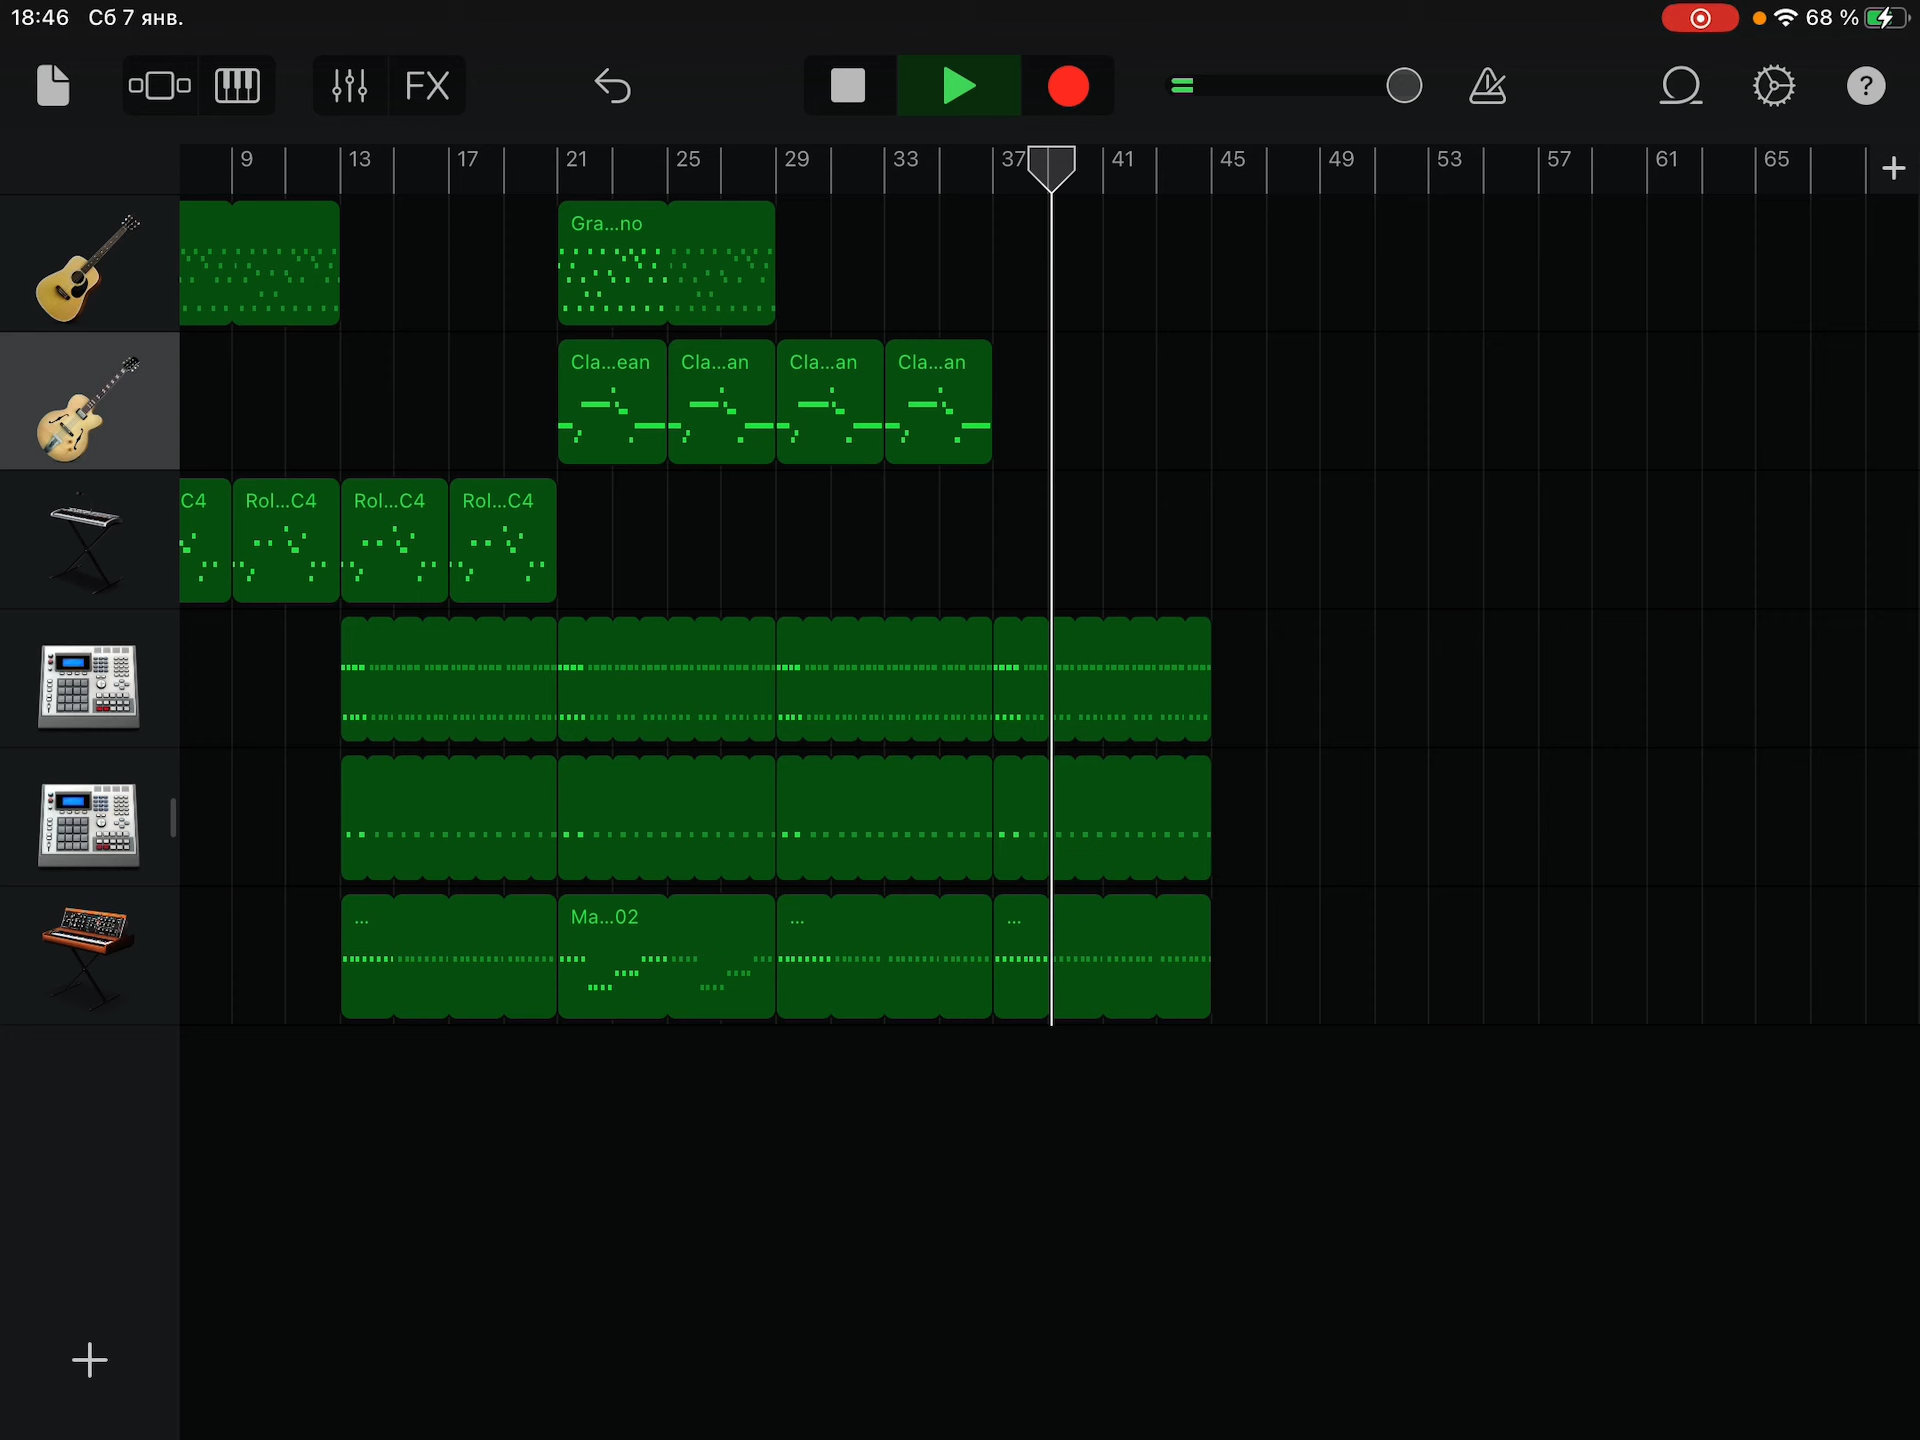 18:46 Сб 7 янв. 68 %
FX ?
9 13 17 21 25 29 33 37 41 45 49 53 57 61 65
Gra...no
Cla...ean Cla...an Cla...an Cla...an
C4 Rol...C4 Rol...C4 Rol...C4
... Ma...02 ... ...